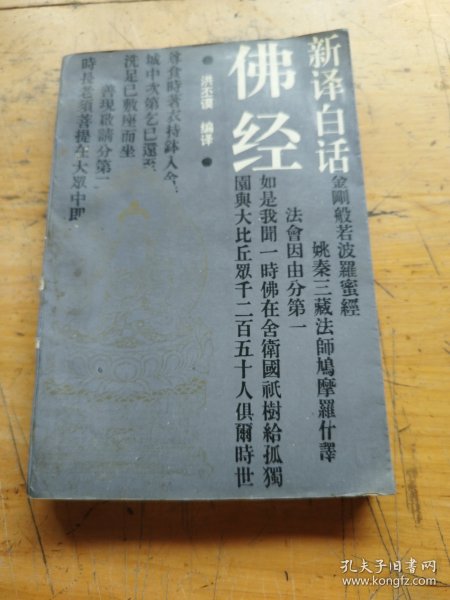 新译白话
佛经
●洪丕谟 编译●
金剛般若波羅蜜經
姚秦三藏法師鳩摩羅什譯
法會因由分第一
如是我聞一時佛在舍衛國祇樹給孤獨
園與大比丘眾千二百五十人俱爾時世
尊食時著衣持鉢入舍
城中次第乞已還至
洗足已敷座而坐
善現啟請分第二
時長老須菩提在大眾中即
孔夫子旧书网
www.kongfz.com